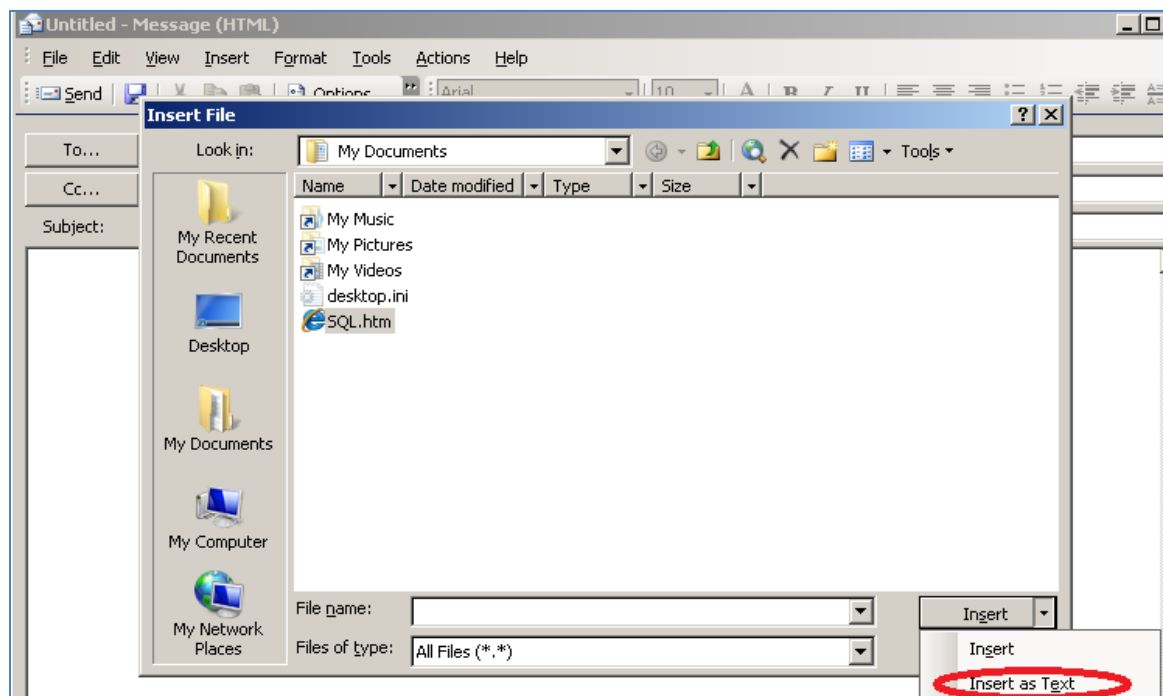 Untitled - Message (HTML)
File Edit View Insert Format Tools Actions Help
Send Options... Arial 10 A B I U
Insert File
To...
Look in: My Documents Tools
Cc...
Name Date modified Type Size
Subject:
My Music
My Recent Documents
My Pictures
My Videos
desktop.ini
SQL.htm
Desktop
My Documents
My Computer
My Network Places
File name: Insert
Files of type: All Files (*.*)
Insert
Insert as Text